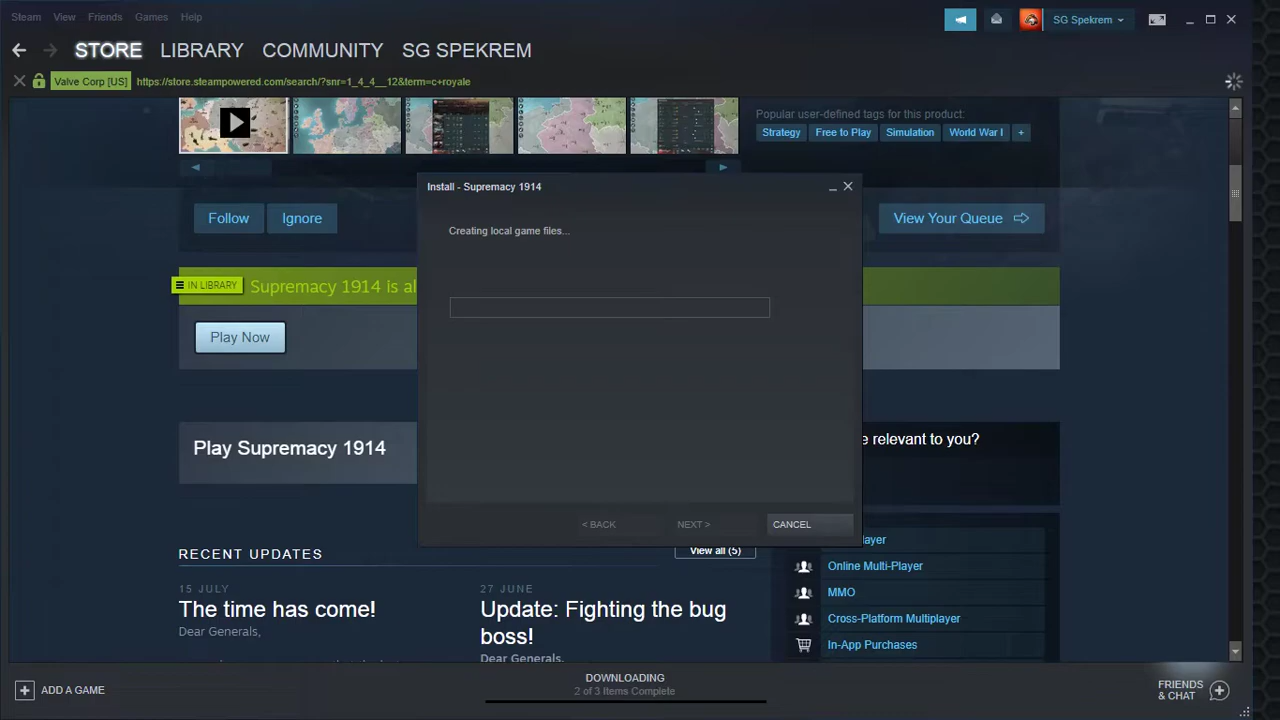 Steam View Friends Games Help
SG Spekrem
STORE LIBRARY COMMUNITY SG SPEKREM
Valve Corp [US] https://store.steampowered.com/search/?snr=1_4_4__12&term=c+royale
Popular user-defined tags for this product:
Strategy Free to Play Simulation World War I +
Install - Supremacy 1914
Follow Ignore
View Your Queue
Creating local game files...
IN LIBRARY Supremacy 1914 is al
Play Now
Play Supremacy 1914
e relevant to you?
< BACK NEXT > CANCEL
RECENT UPDATES
View all (5)
ayer
Online Multi-Player
15 JULY
27 JUNE
MMO
The time has come!
Update: Fighting the bug
boss!
Cross-Platform Multiplayer
Dear Generals,
In-App Purchases
Dear Generals,
DOWNLOADING
2 of 3 Items Complete
ADD A GAME
FRIENDS
& CHAT